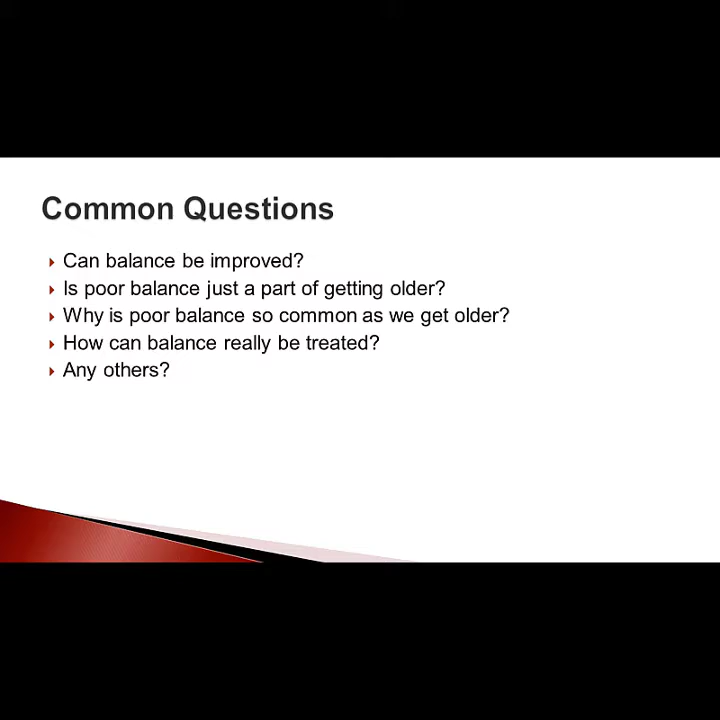 Common Questions
Can balance be improved?
Is poor balance just a part of getting older?
Why is poor balance so common as we get older?
How can balance really be treated?
Any others?